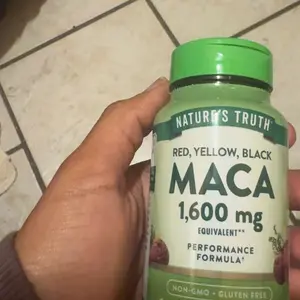 NATURE'S TRUTH
RED, YELLOW, BLACK
MACA
1,600 mg
EQUIVALENT**
PERFORMANCE
FORMULA†
NON-GMO • GLUTEN FREE